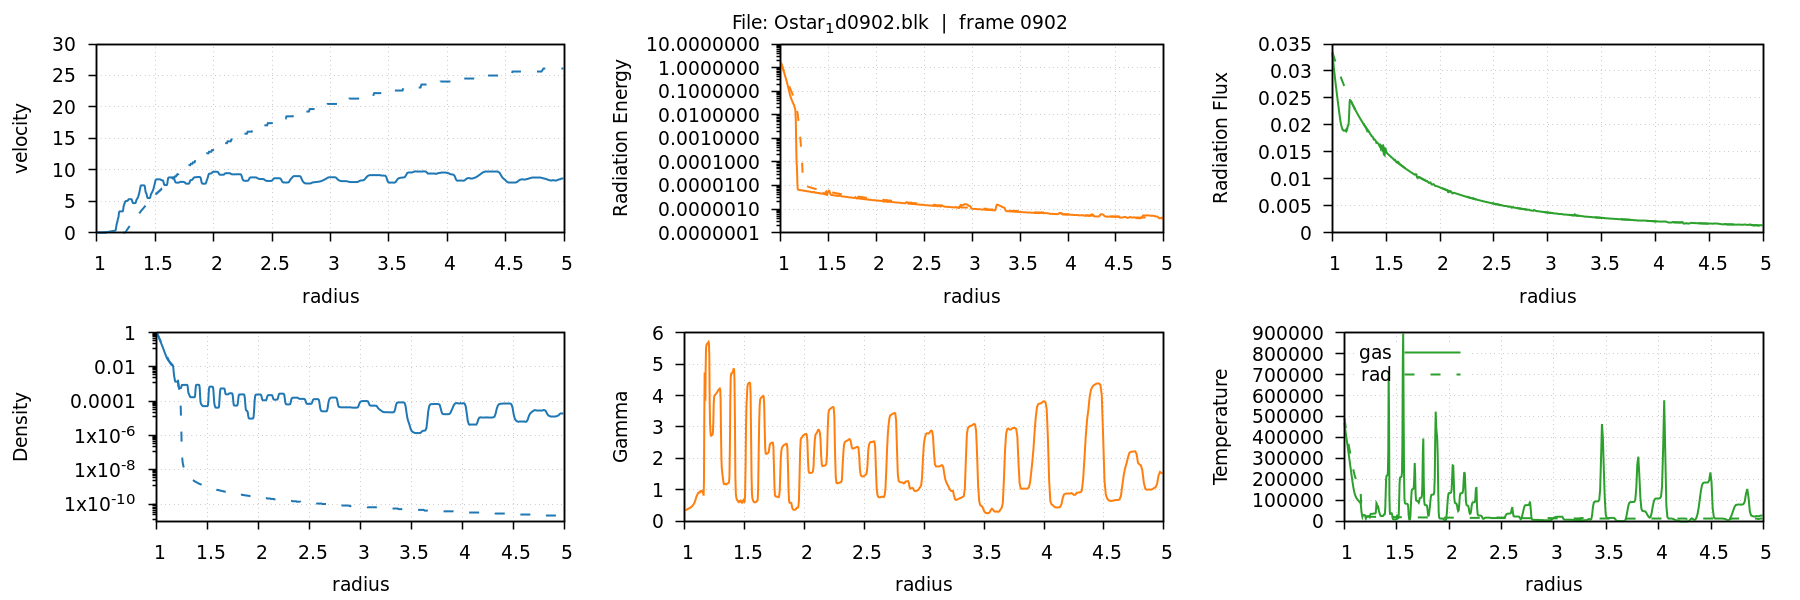 File: Ostar₁d0902.blk | frame 0902
30
25
20
15
10
5
0
velocity
1 1.5 2 2.5 3 3.5 4 4.5 5
radius
10.0000000
1.0000000
0.1000000
0.0100000
0.0010000
0.0001000
0.0000100
0.0000010
0.0000001
Radiation Energy
1 1.5 2 2.5 3 3.5 4 4.5 5
radius
0.035
0.03
0.025
0.02
0.015
0.01
0.005
0
Radiation Flux
1 1.5 2 2.5 3 3.5 4 4.5 5
radius
1
0.01
0.0001
1x10⁻⁶
1x10⁻⁸
1x10⁻¹⁰
Density
1 1.5 2 2.5 3 3.5 4 4.5 5
radius
6
5
4
3
2
1
0
Gamma
1 1.5 2 2.5 3 3.5 4 4.5 5
radius
900000
800000
700000
600000
500000
400000
300000
200000
100000
0
Temperature
gas
rad
1 1.5 2 2.5 3 3.5 4 4.5 5
radius